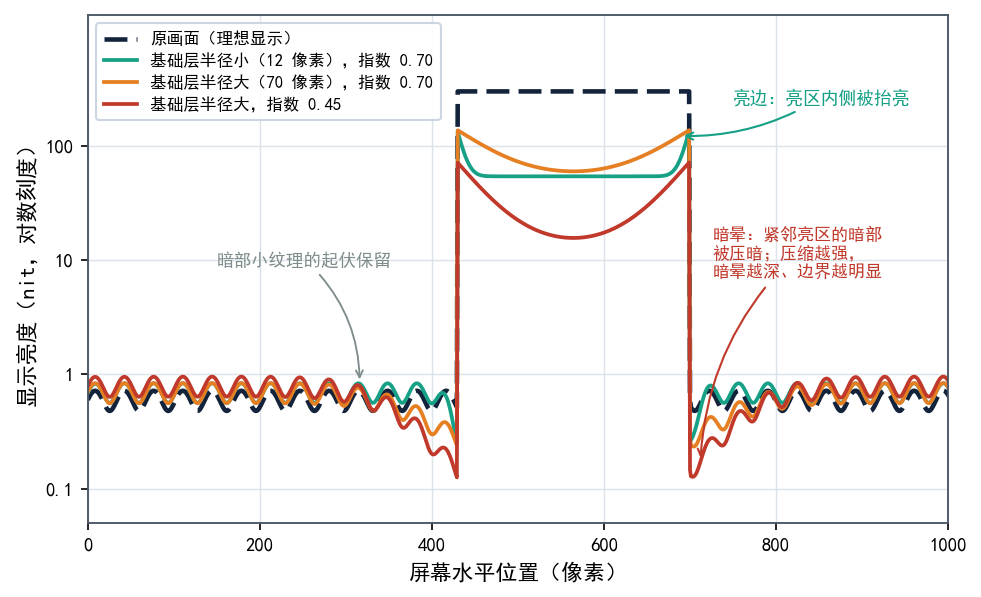 原画面（理想显示）
基础层半径小（12 像素），指数 0.70
基础层半径大（70 像素），指数 0.70
基础层半径大，指数 0.45
亮边：亮区内侧被抬亮
暗晕：紧邻亮区的暗部
被压暗；压缩越强，
暗晕越深、边界越明显
暗部小纹理的起伏保留
显示亮度（nit，对数刻度）
100
10
1
0.1
0
200
400
600
800
1000
屏幕水平位置（像素）